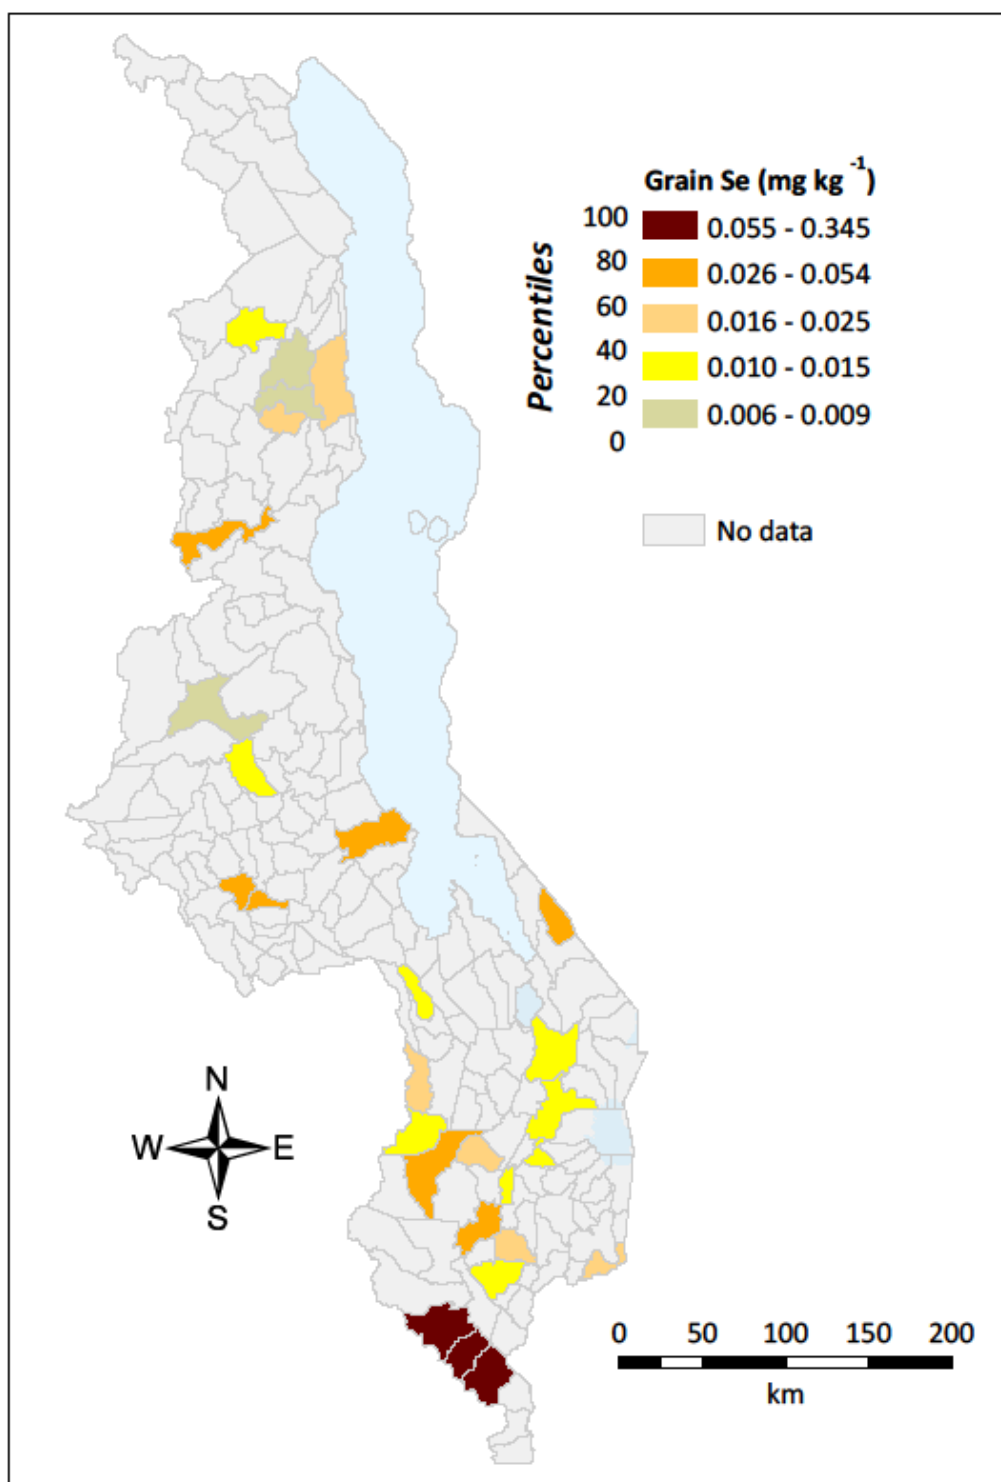 Grain Se (mg kg -1)
Percentiles
100
80
60
40
20
0
0.055 - 0.345
0.026 - 0.054
0.016 - 0.025
0.010 - 0.015
0.006 - 0.009
No data
N
W E
S
0 50 100 150 200
km